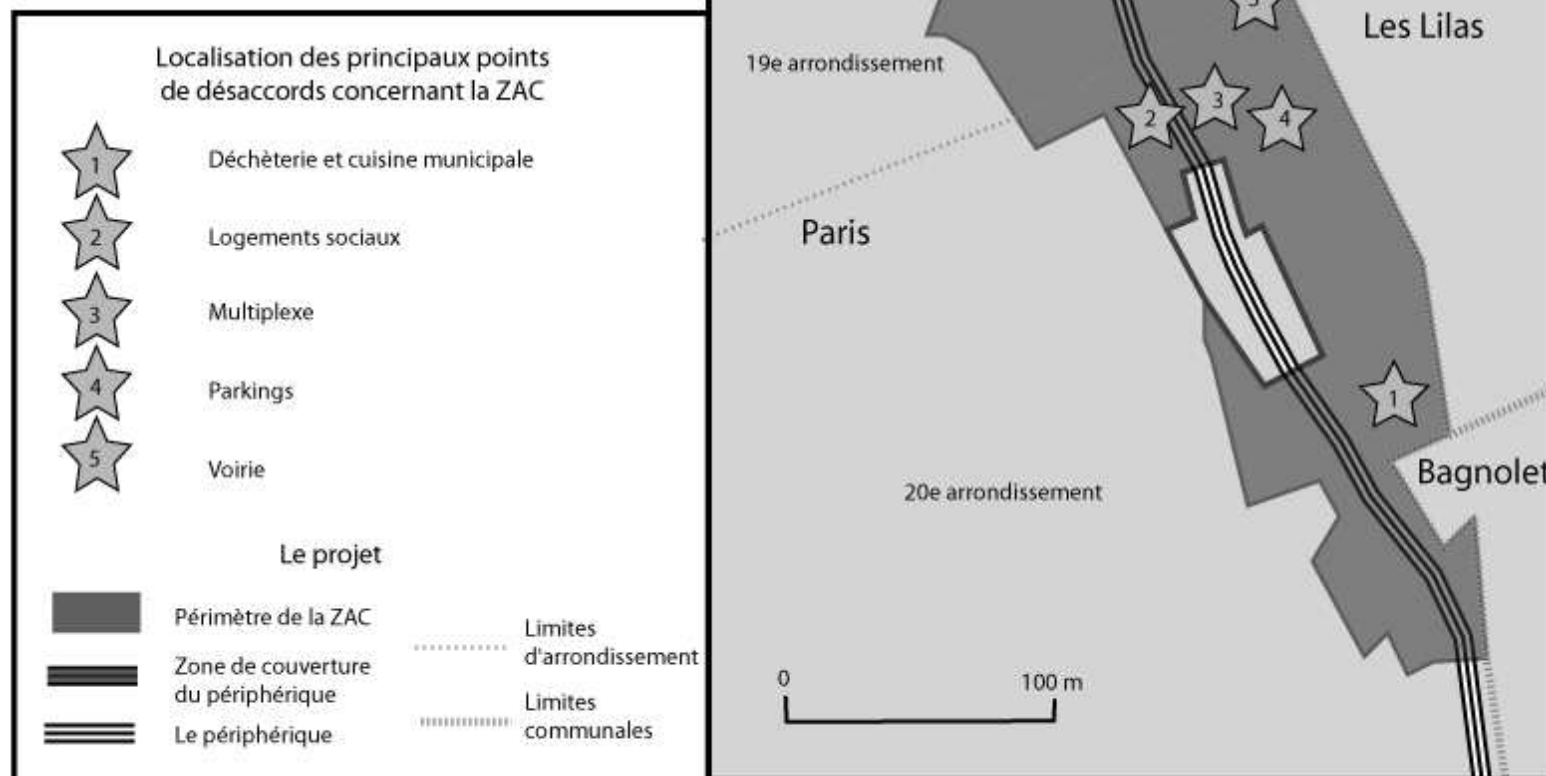 Localisation des principaux points
de désaccords concernant la ZAC
1 Déchèterie et cuisine municipale
2 Logements sociaux
3 Multiplexe
4 Parkings
5 Voirie
Le projet
Périmètre de la ZAC
Zone de couverture
du périphérique
Le périphérique
Limites
d'arrondissement
Limites
communales
5
Les Lilas
19e arrondissement
3
2
4
Paris
1
Bagnolet
20e arrondissement
0 100 m